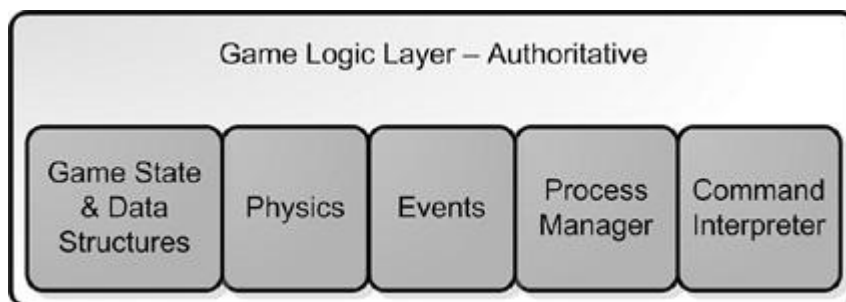 Game Logic Layer – Authoritative
Game State
& Data
Structures
Physics
Events
Process
Manager
Command
Interpreter